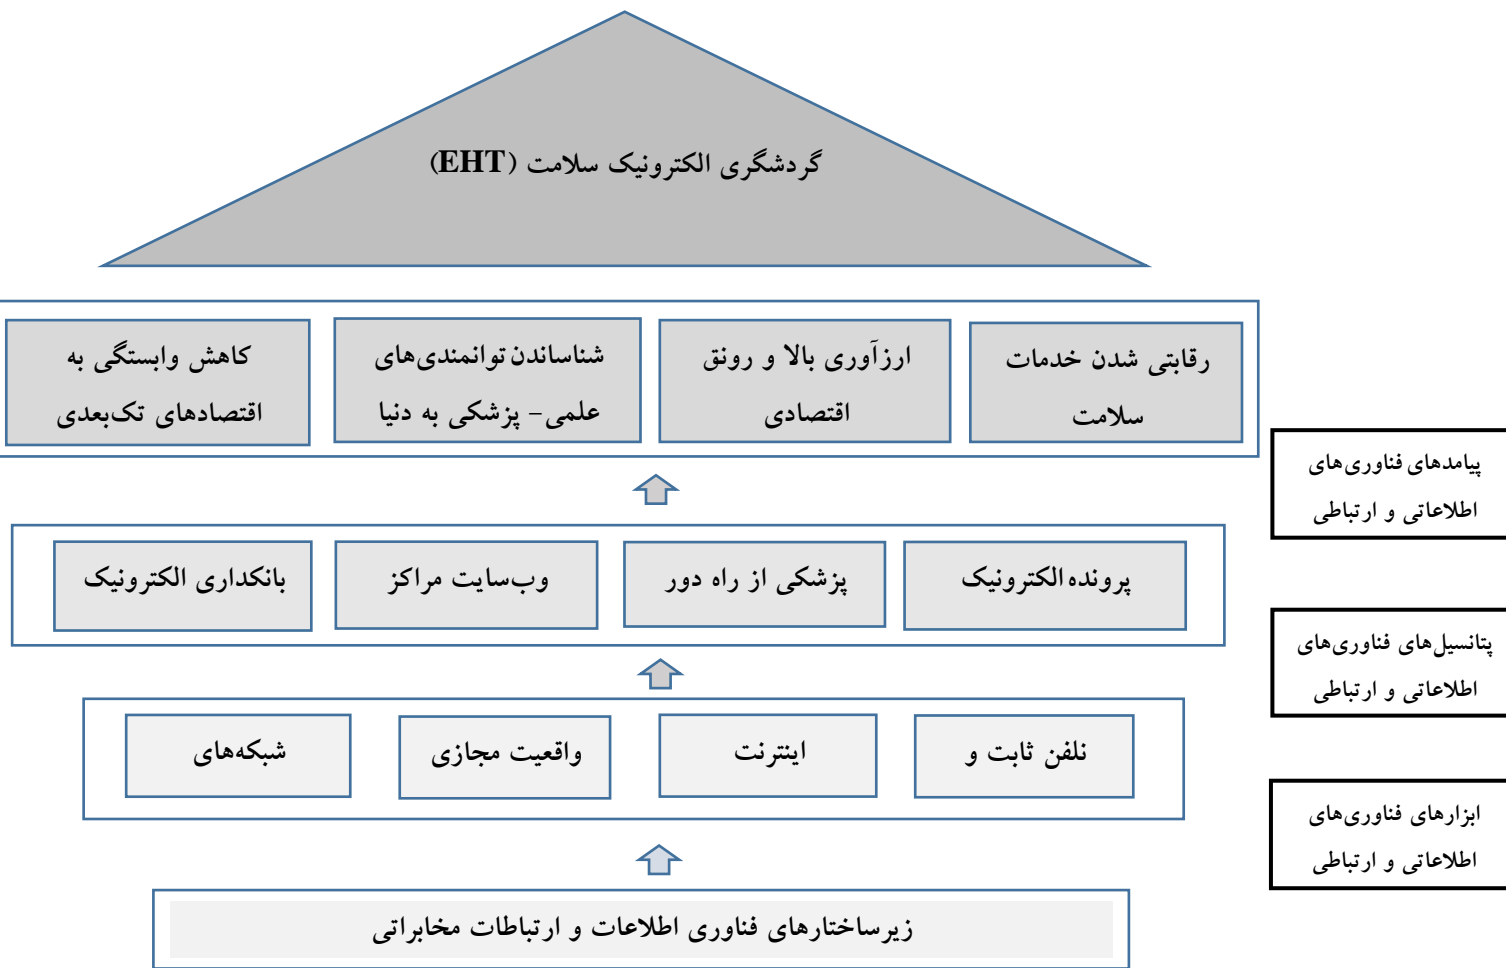 گردشگری الکترونیک سلامت (EHT)
رقابتی شدن خدمات
سلامت
ارزآوری بالا و رونق
اقتصادی
شناساندن توانمندی‌های
علمی- پزشکی به دنیا
کاهش وابستگی به
اقتصادهای تک‌بعدی
پیامدهای فناوری‌های
اطلاعاتی و ارتباطی
پرونده الکترونیک
پزشکی از راه دور
وب‌سایت مراکز
بانکداری الکترونیک
پتانسیل‌های فناوری‌های
اطلاعاتی و ارتباطی
نلفن ثابت و
اینترنت
واقعیت مجازی
شبکه‌های
ابزارهای فناوری‌های
اطلاعاتی و ارتباطی
زیرساختارهای فناوری اطلاعات و ارتباطات مخابراتی